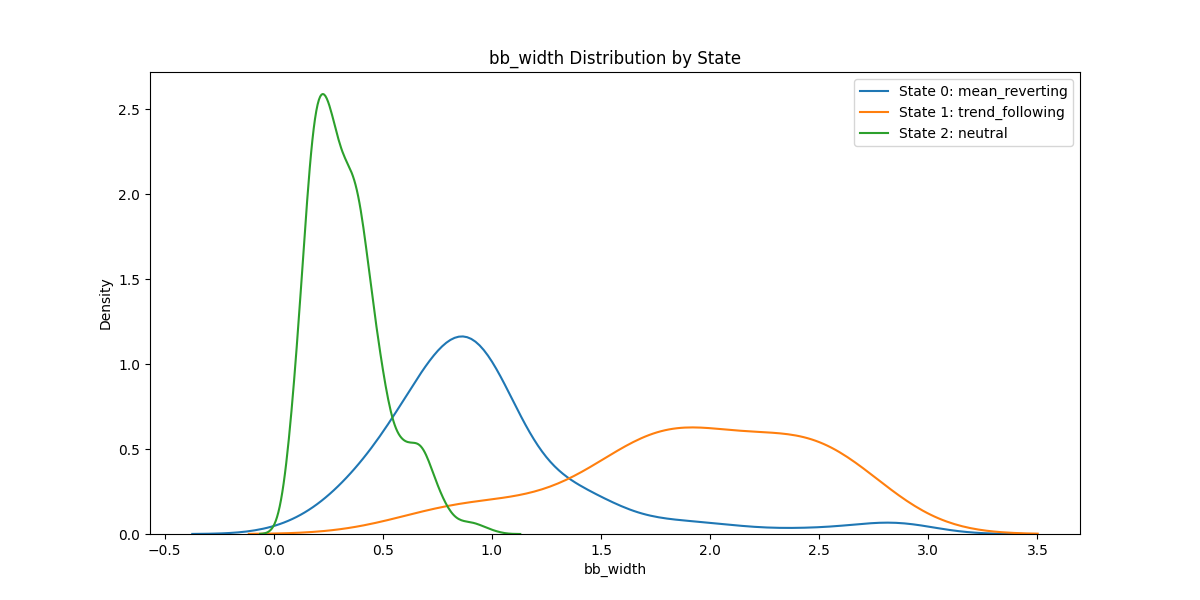 bb_width Distribution by State
State 0: mean_reverting
State 1: trend_following
State 2: neutral
Density
2.5
2.0
1.5
1.0
0.5
0.0
−0.5
0.0
0.5
1.0
1.5
2.0
2.5
3.0
3.5
bb_width